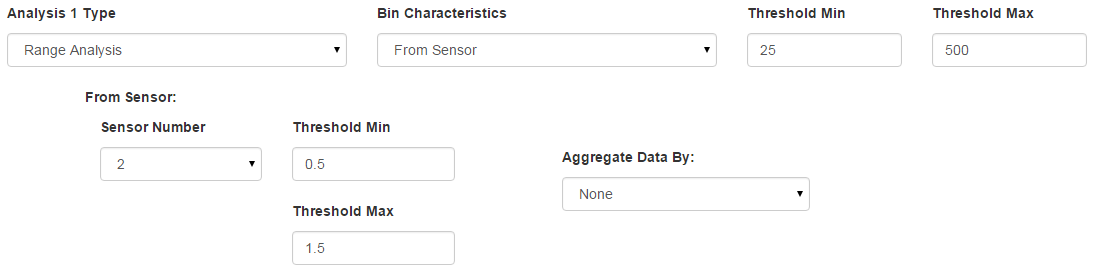 Analysis 1 Type
Bin Characteristics
Threshold Min
Threshold Max
Range Analysis
From Sensor
25
500
From Sensor:
Sensor Number
Threshold Min
2
0.5
Aggregate Data By:
None
Threshold Max
1.5